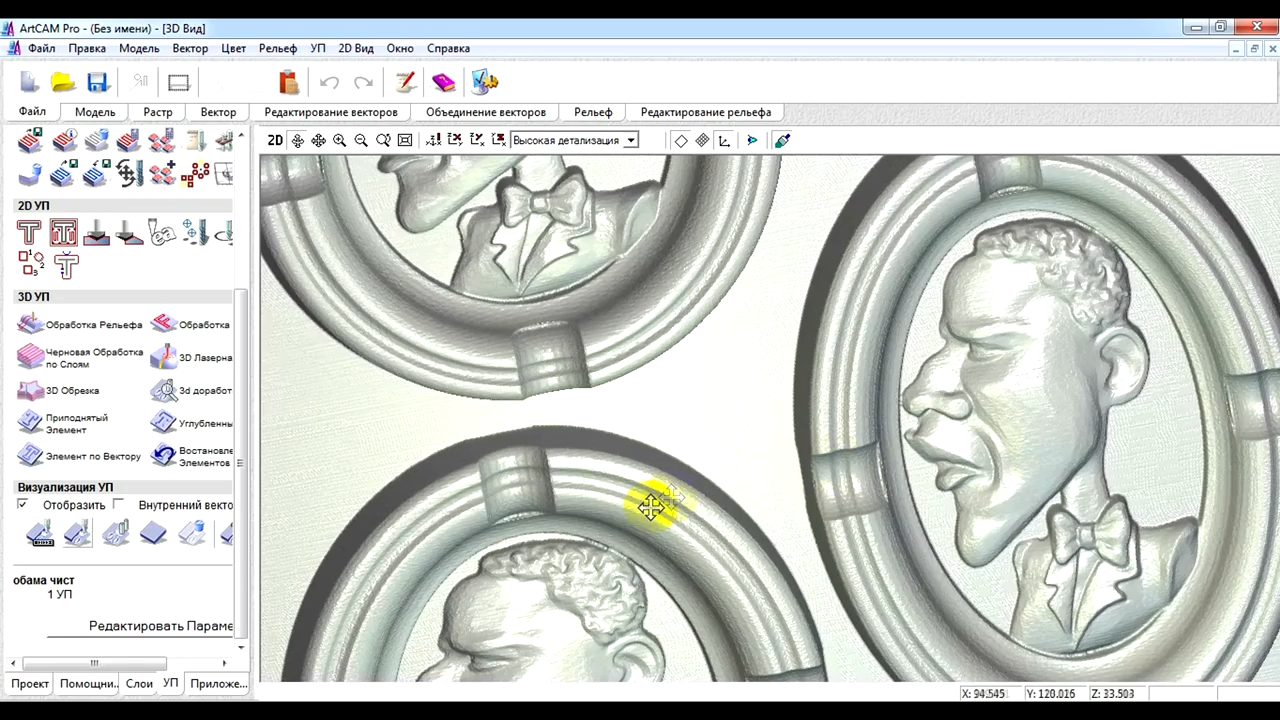 ArtCAM Pro - (Без имени) - [3D Вид]
Файл Правка Модель Вектор Цвет Рельеф УП 2D Вид Окно Справка
Файл Модель Растр Вектор Редактирование векторов Объединение векторов Рельеф Редактирование рельефа
2D Высокая детализация
2D УП
3D УП
Обработка Рельефа Обработка
Черновая Обработка
по Слоям
3D Лазерна
3D Обрезка 3d доработ
Приподнятый
Элемент
Углубленны
Элемент по Вектору
Восстановле
Элементов
Визуализация УП
Отобразить Внутренний векто
обама чист
1 УП
Редактировать Параме
Проект Помощни... Слои УП Приложе...
X: 94.545 Y: 120.016 Z: 33.503